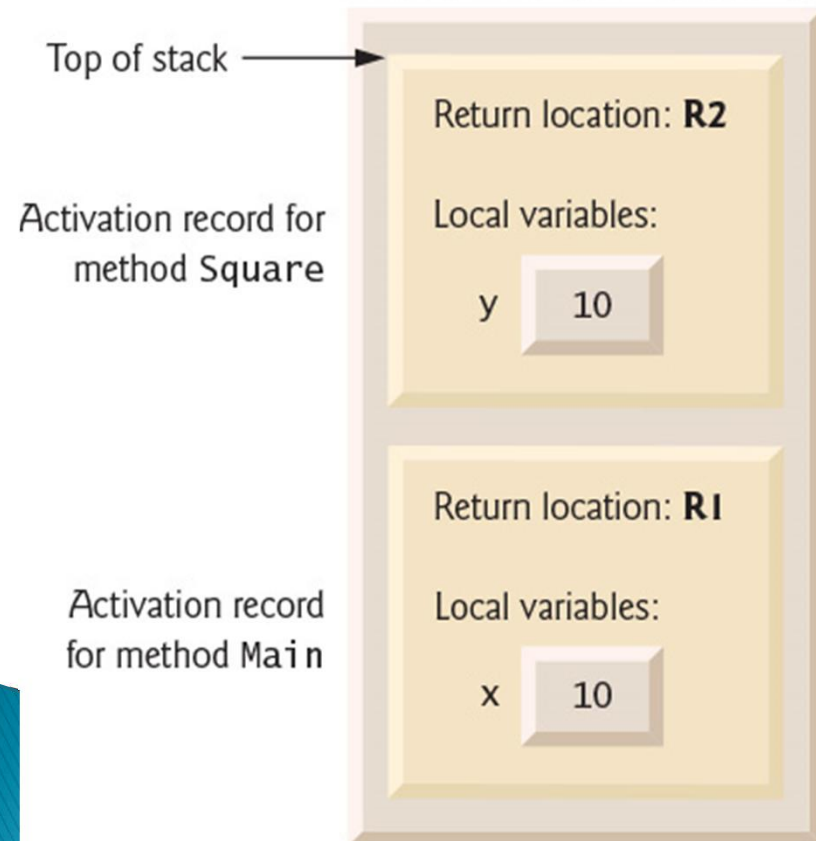 Top of stack
Return location: R2
Activation record for
method Square
Local variables:
y 10
Return location: R1
Activation record
for method Main
Local variables:
x 10